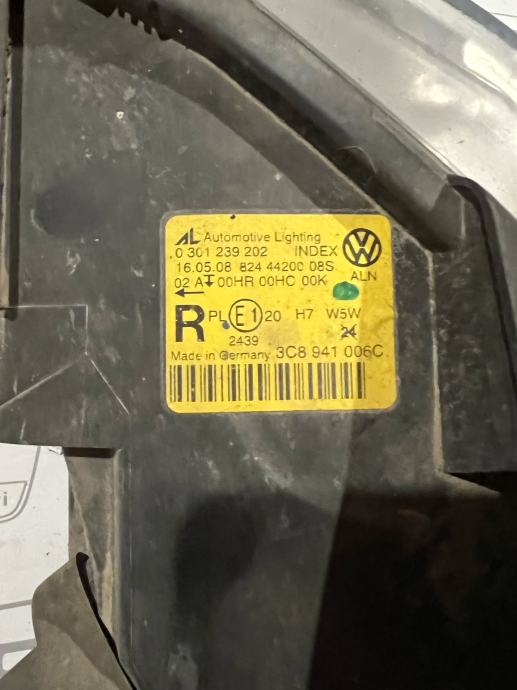 AL Automotive Lighting
0 301 239 202 INDEX
16.05.08 824 44200 08S
ALN
02 A 00HR 00HC 00K
R PL E1 20 H7 W5W
2439 24
Made in Germany 3C8 941 006C